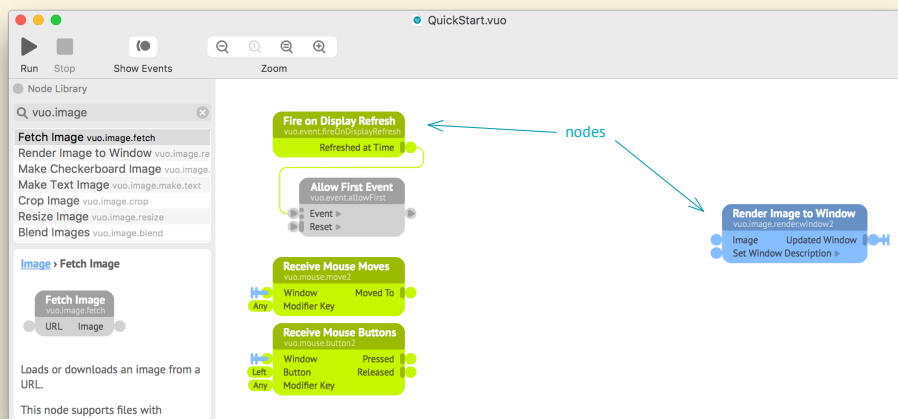 QuickStart.vuo
Run Stop Show Events Zoom
Node Library
vuo.image
Fetch Image vuo.image.fetch
Render Image to Window vuo.image.re
Make Checkerboard Image vuo.image.
Make Text Image vuo.image.make.text
Crop Image vuo.image.crop
Resize Image vuo.image.resize
Blend Images vuo.image.blend
Image › Fetch Image
Fetch Image
vuo.image.fetch
URL Image
Loads or downloads an image from a
URL.
This node supports files with
Fire on Display Refresh
vuo.event.fireOnDisplayRefresh
Refreshed at Time
Allow First Event
vuo.event.allowFirst
Event
Reset
Receive Mouse Moves
vuo.mouse.move2
Window Moved To
Any Modifier Key
Receive Mouse Buttons
vuo.mouse.button2
Window Pressed
Left Button Released
Any Modifier Key
nodes
Render Image to Window
vuo.image.render.window2
Image Updated Window
Set Window Description